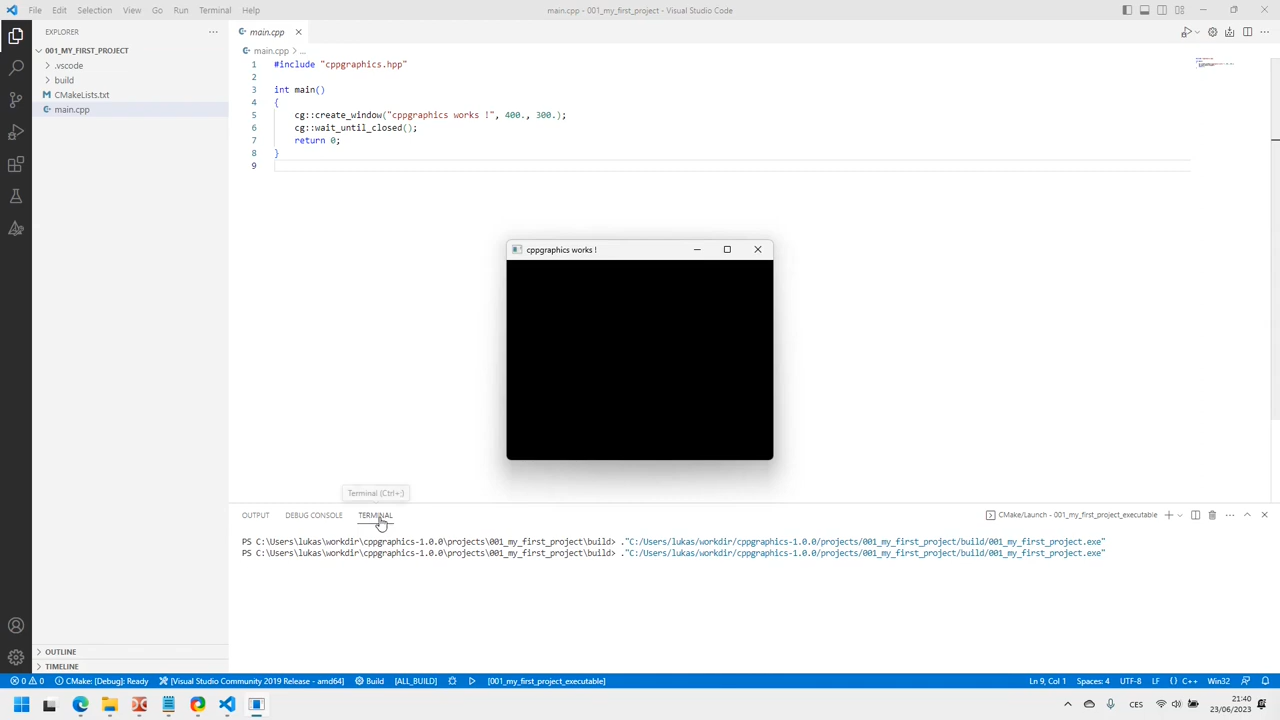 File Edit Selection View Go Run Terminal Help
main.cpp - 001_my_first_project - Visual Studio Code
EXPLORER
001_MY_FIRST_PROJECT
.vscode
build
CMakeLists.txt
main.cpp
OUTLINE
TIMELINE
main.cpp
main.cpp > ...
1 #include "cppgraphics.hpp"
2
3 int main()
4 {
5 cg::create_window("cppgraphics works !", 400., 300.);
6 cg::wait_until_closed();
7 return 0;
8 }
9
cppgraphics works !
Terminal (Ctrl+;)
OUTPUT DEBUG CONSOLE TERMINAL
CMake/Launch - 001_my_first_project_executable
PS C:\Users\lukas\workdir\cppgraphics-1.0.0\projects\001_my_first_project\build> ."C:/Users/lukas/workdir/cppgraphics-1.0.0/projects/001_my_first_project/build/001_my_first_project.exe"
PS C:\Users\lukas\workdir\cppgraphics-1.0.0\projects\001_my_first_project\build> ."C:/Users/lukas/workdir/cppgraphics-1.0.0/projects/001_my_first_project/build/001_my_first_project.exe"
0 0 CMake: [Debug]: Ready [Visual Studio Community 2019 Release - amd64] Build [ALL_BUILD] [001_my_first_project_executable]
Ln 9, Col 1 Spaces: 4 UTF-8 LF {} C++ Win32
CES
21:40
23/06/2023